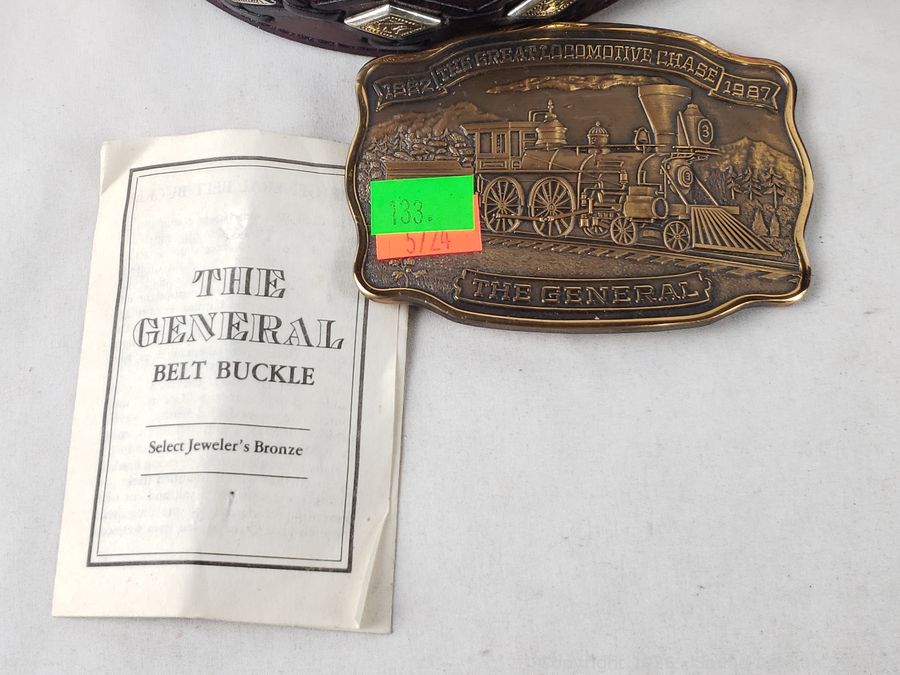 1862 THE GREAT LOCOMOTIVE CHASE 1987
3
3
133.
5/24
THE GENERAL
THE
GENERAL
BELT BUCKLE
Select Jeweler's Bronze